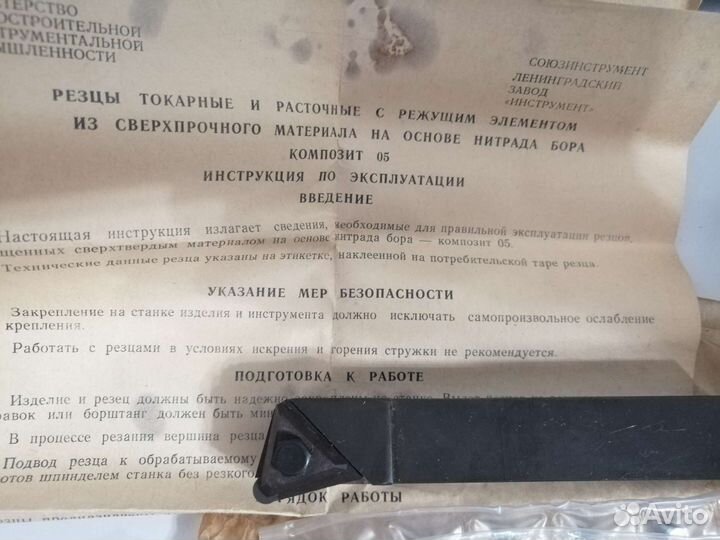 ТЕРСТВО
ОСТРОИТЕЛЬНОЙ
ТРУМЕНТАЛЬНОЙ
ЫШЛЕННОСТИ
СОЮЗИНСТРУМЕНТ
ЛЕНИНГРАДСКИЙ
ЗАВОД
«ИНСТРУМЕНТ»
РЕЗЦЫ ТОКАРНЫЕ И РАСТОЧНЫЕ С РЕЖУЩИМ ЭЛЕМЕНТОМ
ИЗ СВЕРХПРОЧНОГО МАТЕРИАЛА НА ОСНОВЕ НИТРАДА БОРА
КОМПОЗИТ 05
ИНСТРУКЦИЯ ПО ЭКСПЛУАТАЦИИ
ВВЕДЕНИЕ
Настоящая инструкция излагает сведения, необходимые для правильной эксплуатации резцов,
щенных сверхтвердым материалом на основе нитрада бора — композит 05.
Технические данные резца указаны на этикетке, наклеенной на потребительской таре резца.
УКАЗАНИЕ МЕР БЕЗОПАСНОСТИ
Закрепление на станке изделия и инструмента должно исключать самопроизвольное ослабление
крепления.
Работать с резцами в условиях искрения и горения стружки не рекомендуется.
ПОДГОТОВКА К РАБОТЕ
Изделие и резец должны быть надежно
равок или борштанг должен быть мин
В процессе резания вершина резца
Подвод резца к обрабатываемому
отов шпинделем станка без резкого
РЯДОК РАБОТЫ
Avito